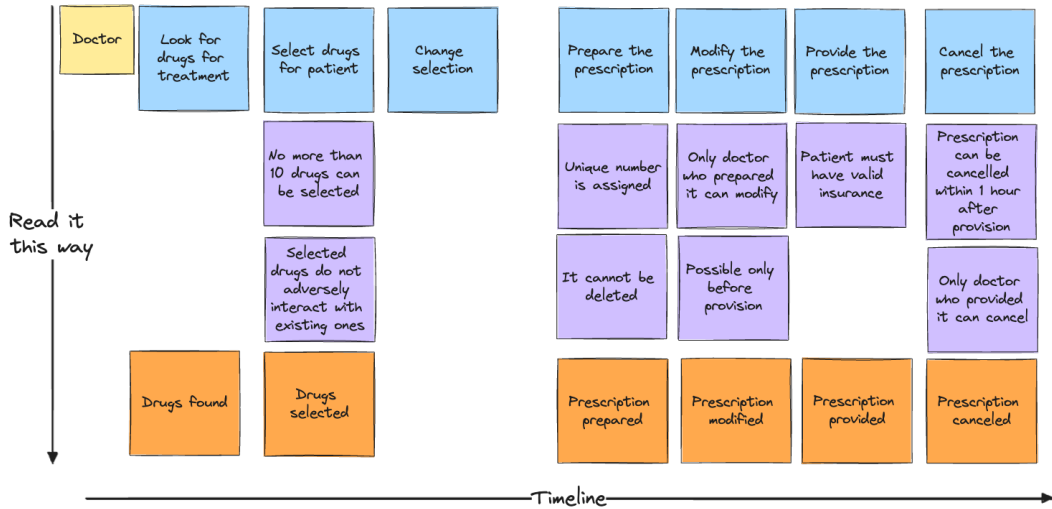 Doctor
Look for
drugs for
treatment
Select drugs
for patient
Change
selection
Prepare the
prescription
Modify the
prescription
Provide the
prescription
Cancel the
prescription
No more than
10 drugs can
be selected
Unique number
is assigned
Only doctor
who prepared
it can modify
Patient must
have valid
insurance
Prescription
can be
cancelled
within 1 hour
after
provision
Read it
this way
Selected
drugs do not
adversely
interact with
existing ones
It cannot be
deleted
Possible only
before
provision
Only doctor
who provided
it can cancel
Drugs found
Drugs
selected
Prescription
prepared
Prescription
modified
Prescription
provided
Prescription
canceled
Timeline